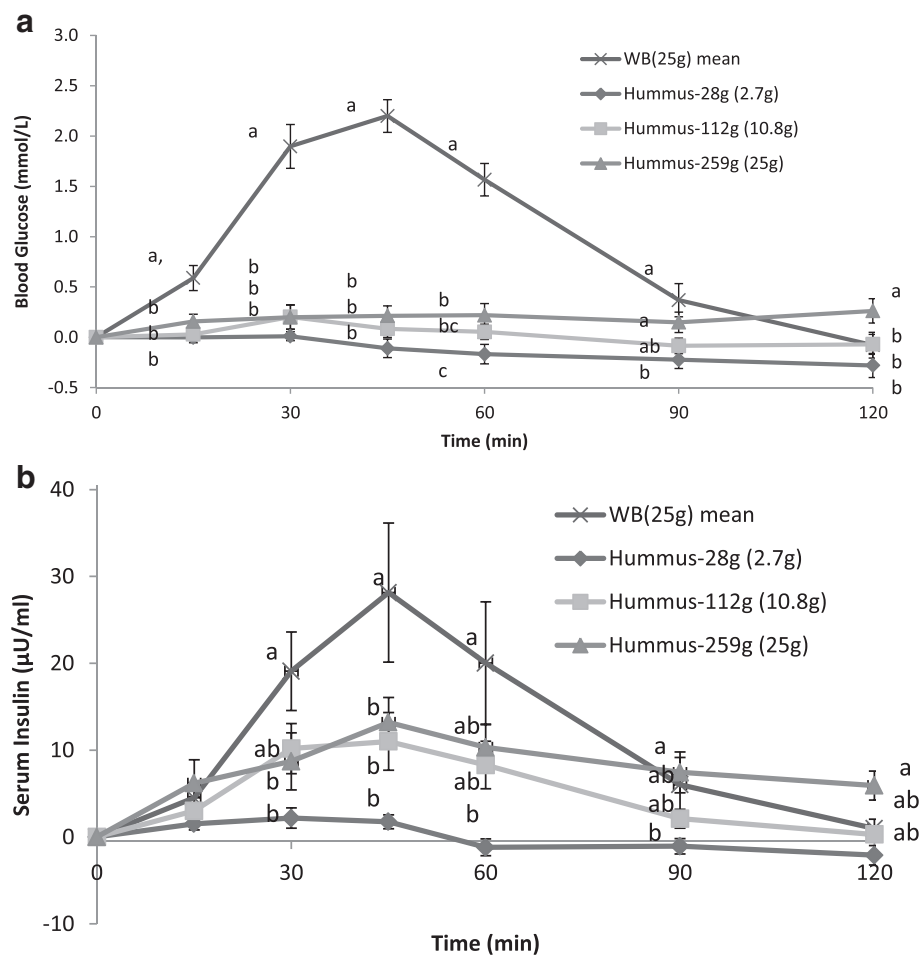 a
3.0
2.5
2.0
1.5
1.0
0.5
0.0
-0.5
Blood Glucose (mmol/L)
WB(25g) mean
Hummus-28g (2.7g)
Hummus-112g (10.8g)
Hummus-259g (25g)
a,
b
b
b
a
b
b
b
a
b
b
b
a
b
bc
c
a
a
ab
b
a
b
b
b
0
30
60
90
120
Time (min)
b
40
30
20
10
0
-10
Serum Insulin (µU/ml)
WB(25g) mean
Hummus-28g (2.7g)
Hummus-112g (10.8g)
Hummus-259g (25g)
a
ab
b
b
a
b
b
b
a
ab
ab
b
a
ab
ab
b
a
ab
ab
0
30
60
90
120
Time (min)